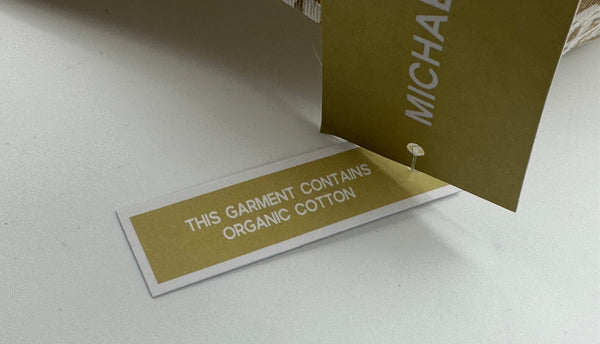 MICHAE
THIS GARMENT CONTAINS
ORGANIC COTTON